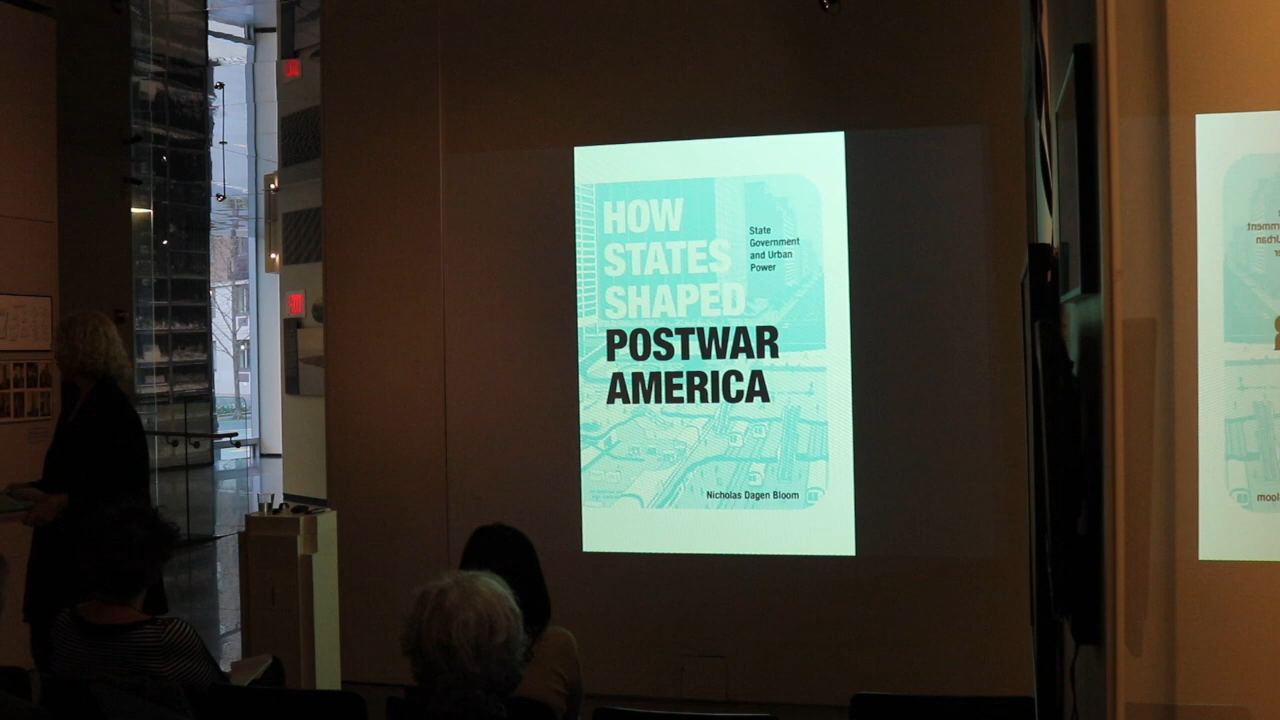 HOW
STATES
SHAPED
POSTWAR
AMERICA
State
Government
and Urban
Power
Nicholas Dagen Bloom